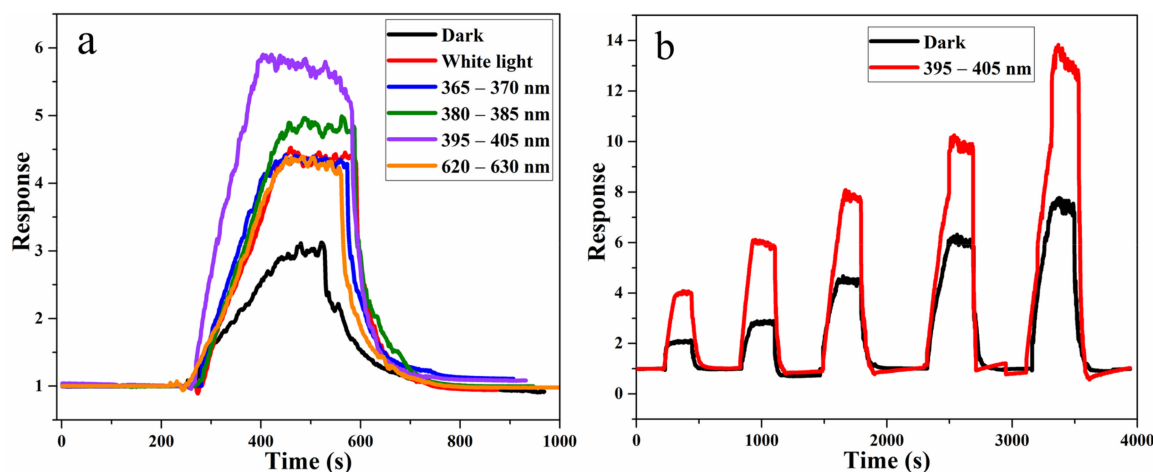 a
Dark
White light
365 – 370 nm
380 – 385 nm
395 – 405 nm
620 – 630 nm
Response
6
5
4
3
2
1
0 200 400 600 800 1000
Time (s)
b
Dark
395 – 405 nm
Response
14
12
10
8
6
4
2
0
0 1000 2000 3000 4000
Time (s)